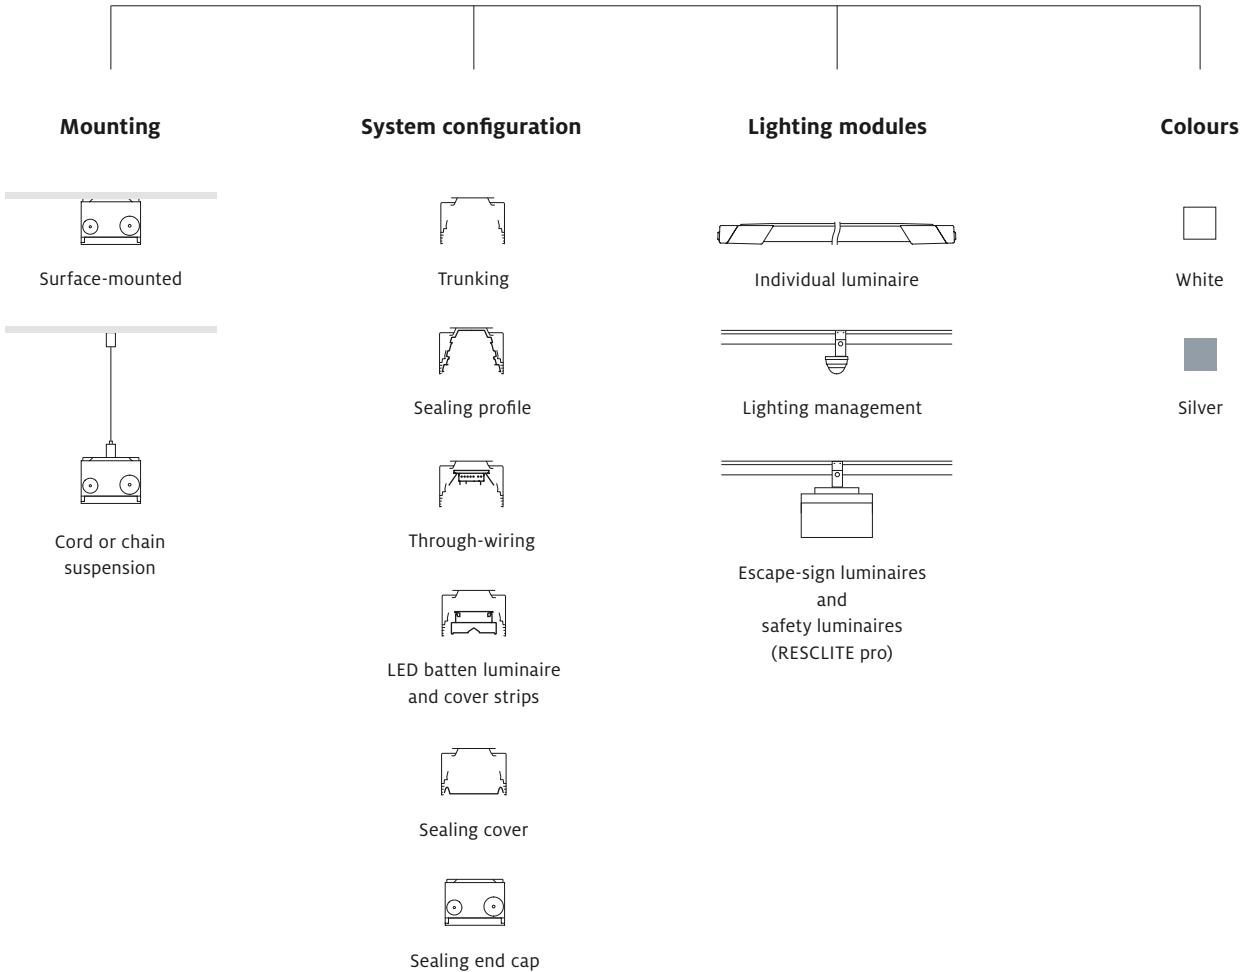 Mounting
System configuration
Lighting modules
Colours
Surface-mounted
Cord or chain
suspension
Trunking
Sealing profile
Through-wiring
LED batten luminaire
and cover strips
Sealing cover
Sealing end cap
Individual luminaire
Lighting management
Escape-sign luminaires
and
safety luminaires
(RESCLITE pro)
White
Silver